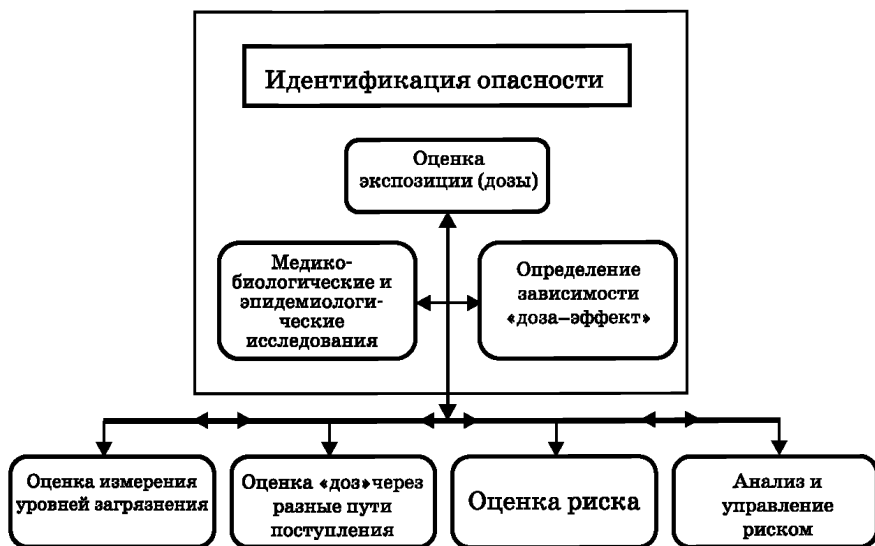 Идентификация опасности
Оценка
экспозиции (дозы)
Медико-
биологические и
эпидемиологи-
ческие
исследования
Определение
зависимости
«доза–эффект»
Оценка измерения
уровней загрязнения
Оценка «доз»через
разные пути
поступления
Оценка риска
Анализ и
управление
риском